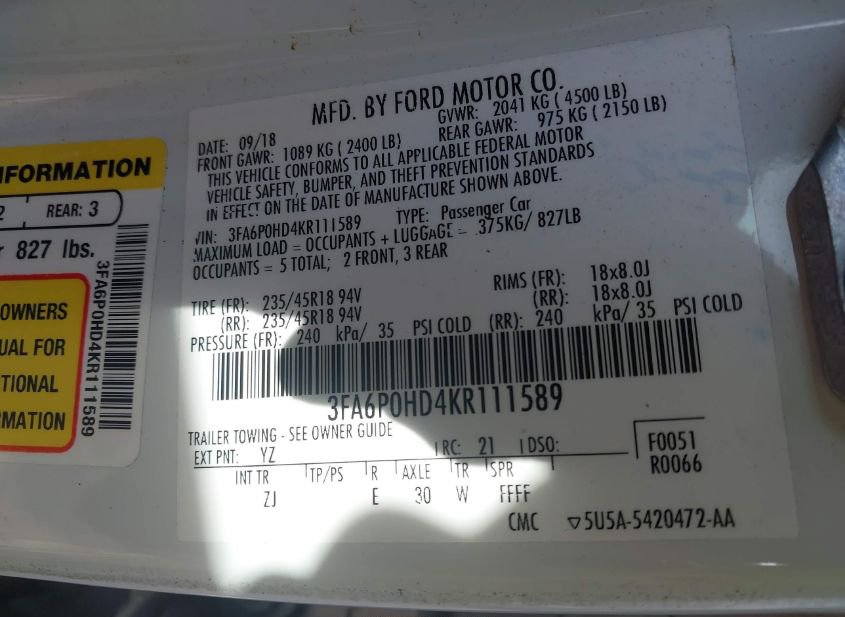 NFORMATION
2 REAR: 3
r 827 lbs.
OWNERS
UAL FOR
TIONAL
RMATION
3FA6P0HD4KR111589
MFD. BY FORD MOTOR CO.
DATE: 09/18 GVWR: 2041 KG ( 4500 LB)
FRONT GAWR: 1089 KG ( 2400 LB) REAR GAWR: 975 KG ( 2150 LB)
THIS VEHICLE CONFORMS TO ALL APPLICABLE FEDERAL MOTOR
VEHICLE SAFETY, BUMPER, AND THEFT PREVENTION STANDARDS
IN EFFECT ON THE DATE OF MANUFACTURE SHOWN ABOVE.
VIN: 3FA6P0HD4KR111589 TYPE: Passenger Car
MAXIMUM LOAD = OCCUPANTS + LUGGAGE = 375KG/ 827LB
OCCUPANTS = 5 TOTAL; 2 FRONT, 3 REAR
TIRE (FR): 235/45R18 94V RIMS (FR): 18x8.0J
(RR): 235/45R18 94V (RR): 18x8.0J
PRESSURE (FR): 240 kPa/ 35 PSI COLD (RR): 240 kPa/ 35 PSI COLD
3FA6P0HD4KR111589
TRAILER TOWING - SEE OWNER GUIDE
EXT PNT: YZ RC: 21 DSO: F0051
R0066
INT TR TP/PS R AXLE TR SPR
ZJ E 30 W FFFF
CMC ▽5U5A-5420472-AA